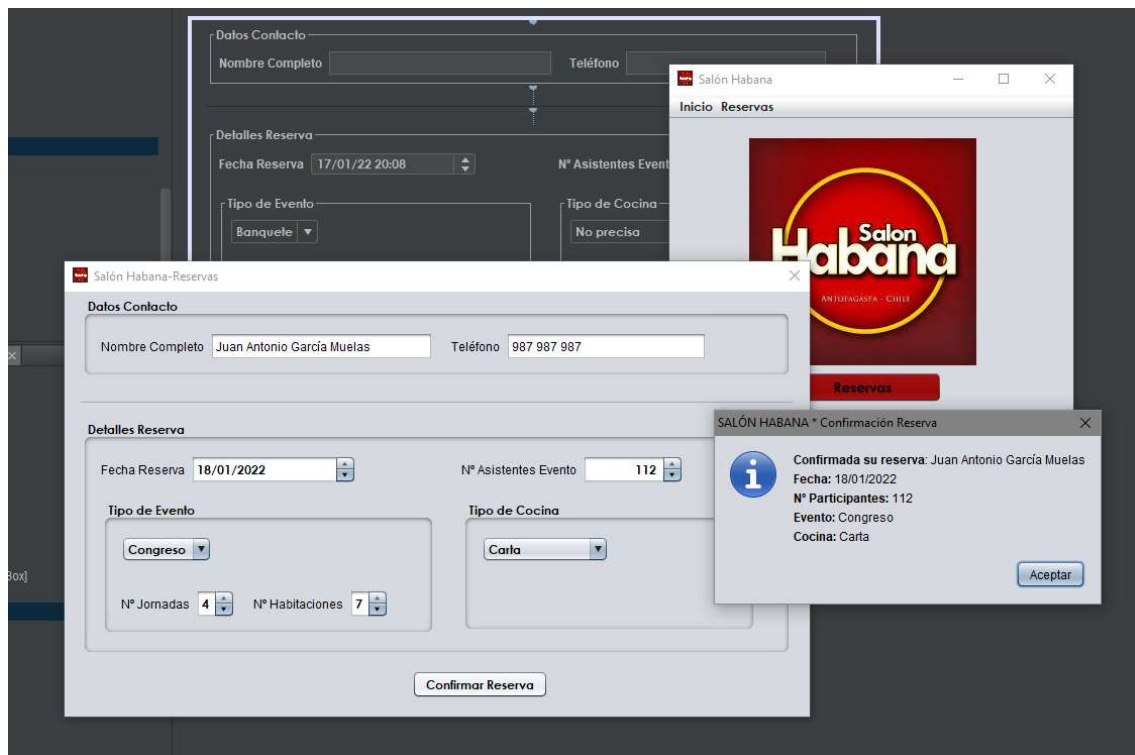 Datos Contacto
Nombre Completo
Teléfono
Detalles Reserva
Fecha Reserva 17/01/22 20:08
Nº Asistentes Event
Tipo de Evento
Tipo de Cocina
Banquete
No precisa
Box]
Salón Habana
Inicio Reservas
Salon
Habana
ANTOFAGASTA - CHILE
Reservas
Salón Habana-Reservas
Datos Contacto
Nombre Completo Juan Antonio García Muelas Teléfono 987 987 987
Detalles Reserva
Fecha Reserva 18/01/2022 Nº Asistentes Evento 112
Tipo de Evento Tipo de Cocina
Congreso Carta
Nº Jornadas 4 Nº Habitaciones 7
Confirmar Reserva
SALÓN HABANA * Confirmación Reserva
Confirmada su reserva: Juan Antonio García Muelas
Fecha: 18/01/2022
Nº Participantes: 112
Evento: Congreso
Cocina: Carta
Aceptar